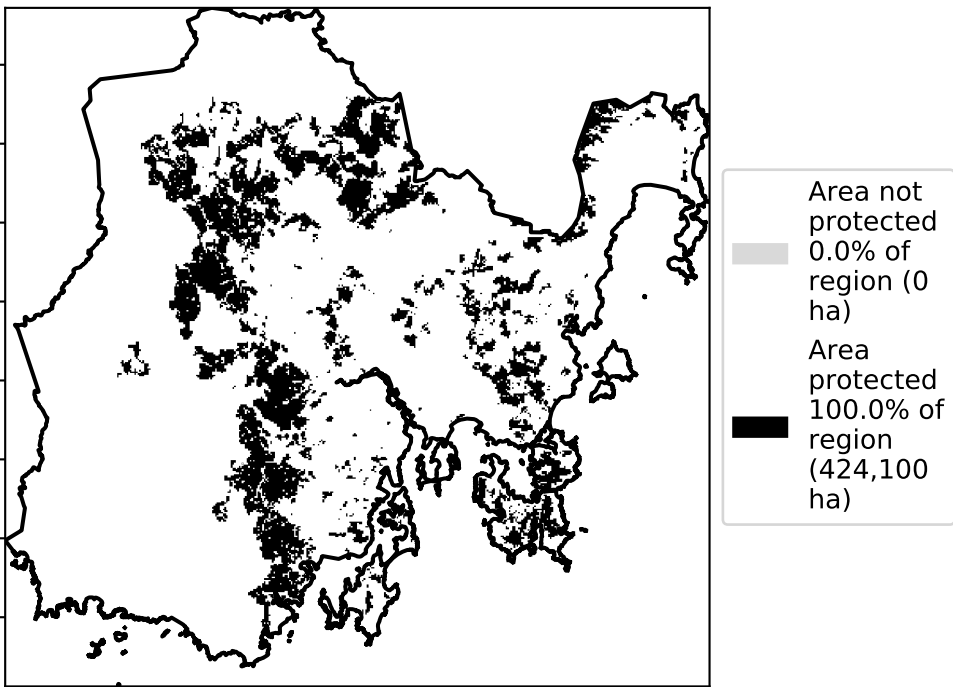 Area not
protected
0.0% of
region (0
ha)
Area
protected
100.0% of
region
(424,100
ha)